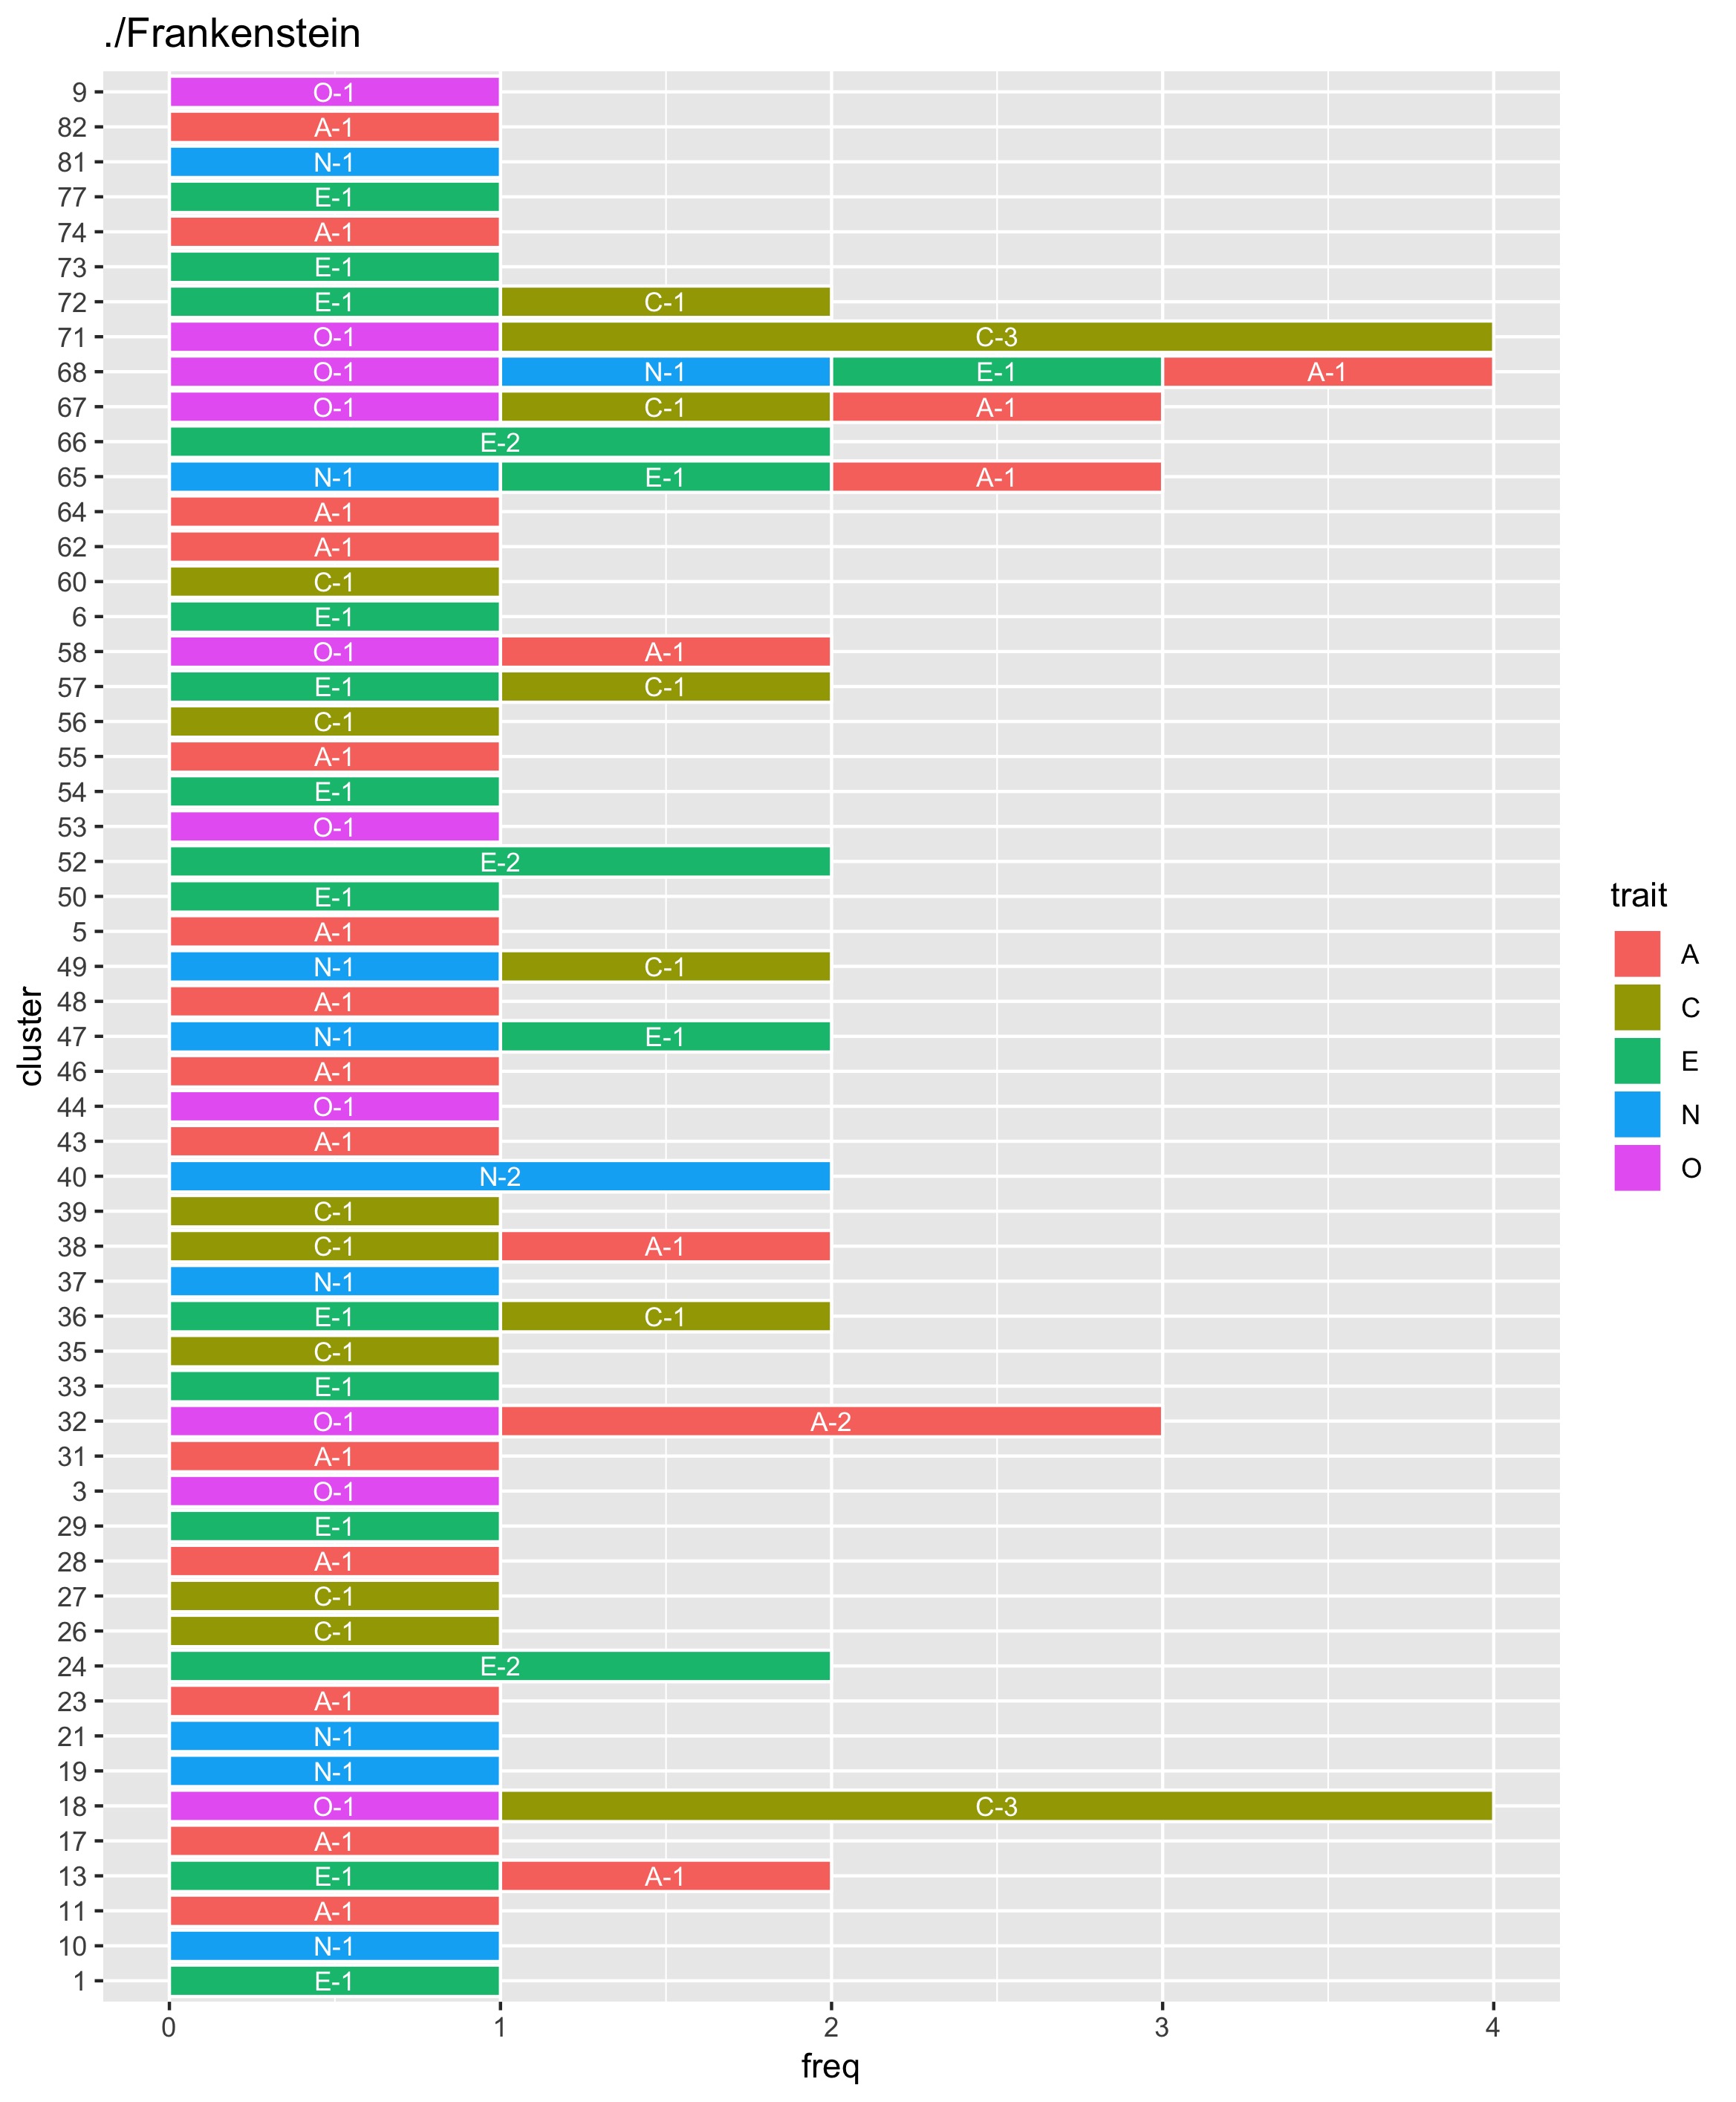 ./Frankenstein
9 O-1
82 A-1
81 N-1
77 E-1
74 A-1
73 E-1
72 E-1 C-1
71 O-1 C-3
68 O-1 N-1 E-1 A-1
67 O-1 C-1 A-1
66 E-2
65 N-1 E-1 A-1
64 A-1
62 A-1
60 C-1
6 E-1
58 O-1 A-1
57 E-1 C-1
56 C-1
55 A-1
54 E-1
53 O-1
52 E-2
50 E-1
5 A-1
49 N-1 C-1
48 A-1
47 N-1 E-1
46 A-1
44 O-1
43 A-1
40 N-2
39 C-1
38 C-1 A-1
37 N-1
36 E-1 C-1
35 C-1
33 E-1
32 O-1 A-2
31 A-1
3 O-1
29 E-1
28 A-1
27 C-1
26 C-1
24 E-2
23 A-1
21 N-1
19 N-1
18 O-1 C-3
17 A-1
13 E-1 A-1
11 A-1
10 N-1
1 E-1
0 1 2 3 4
freq
cluster
trait
A
C
E
N
O